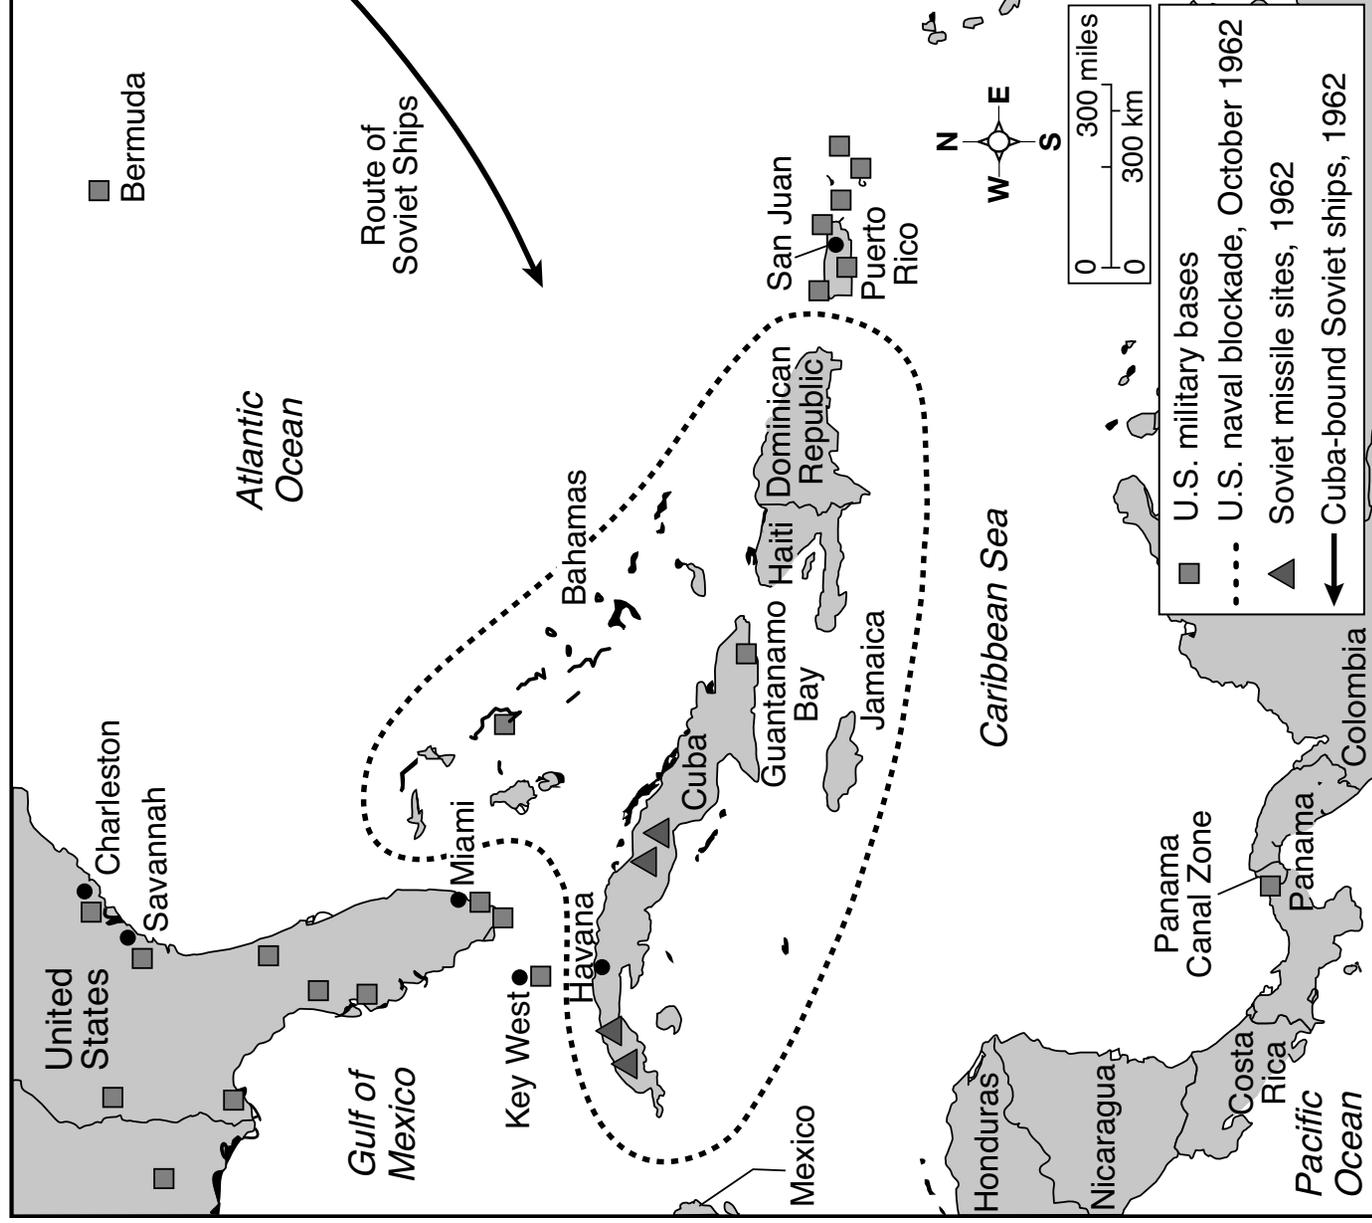 Bermuda
Route of
Soviet Ships
Atlantic
Ocean
United
States
Charleston
Savannah
Miami
Gulf of
Mexico
Key West
Havana
Bahamas
Cuba
Guantanamo
Bay
Haiti
Dominican
Republic
San Juan
Puerto
Rico
Jamaica
Mexico
Caribbean Sea
Honduras
Nicaragua
Costa
Rica
Panama
Canal Zone
Panama
Colombia
Pacific
Ocean
N
W
E
S
0
300 miles
0
300 km
U.S. military bases
U.S. naval blockade, October 1962
Soviet missile sites, 1962
Cuba-bound Soviet ships, 1962